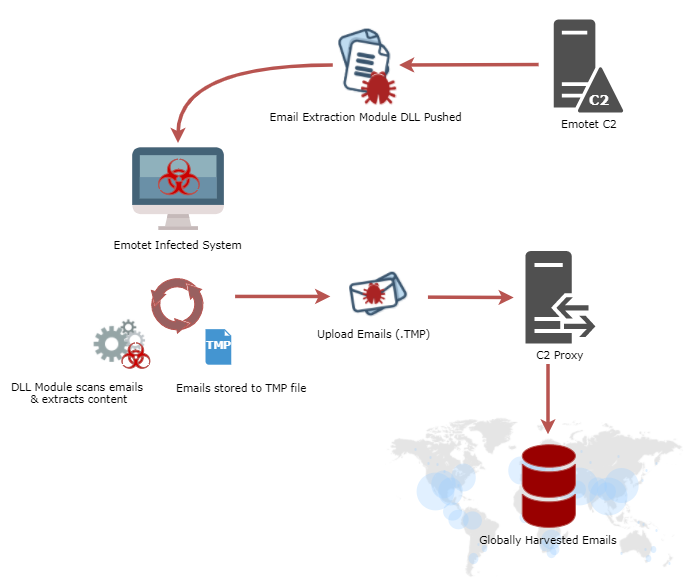 C2
Email Extraction Module DLL Pushed
Emotet C2
Emotet Infected System
TMP
Upload Emails (.TMP)
C2 Proxy
DLL Module scans emails
& extracts content
Emails stored to TMP file
Globally Harvested Emails